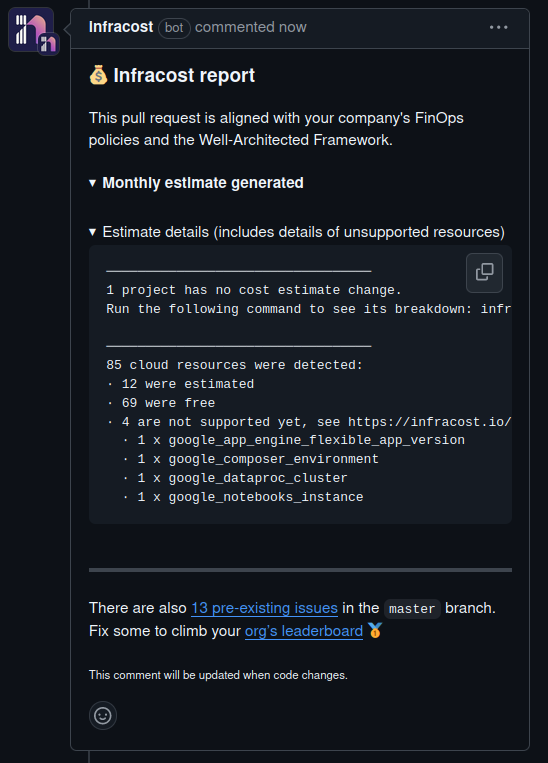 Infracost bot commented now
💰 Infracost report
This pull request is aligned with your company's FinOps
policies and the Well-Architected Framework.
▾ Monthly estimate generated
▾ Estimate details (includes details of unsupported resources)
──────────────────────────────────
1 project has no cost estimate change.
Run the following command to see its breakdown: infr
──────────────────────────────────
85 cloud resources were detected:
∙ 12 were estimated
∙ 69 were free
∙ 4 are not supported yet, see https://infracost.io/
∙ 1 x google_app_engine_flexible_app_version
∙ 1 x google_composer_environment
∙ 1 x google_dataproc_cluster
∙ 1 x google_notebooks_instance
There are also 13 pre-existing issues in the master branch.
Fix some to climb your org's leaderboard 🏅
This comment will be updated when code changes.